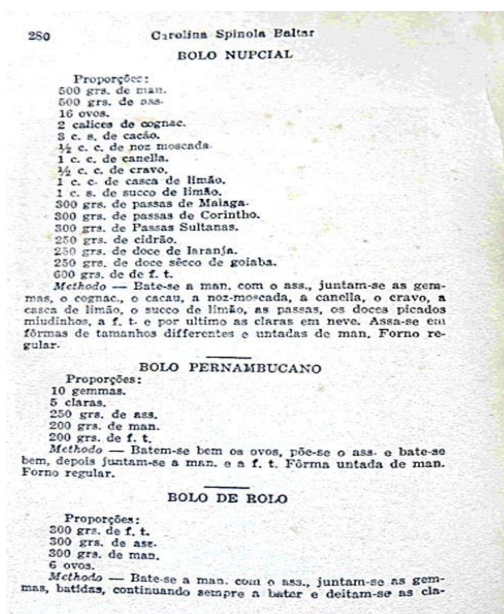 280 Carolina Spinola Baltar
BOLO NUPCIAL
Proporções:
500 grs. de man.
500 grs. de ass.
16 ovos.
2 calices de cognac.
3 c. s. de cacáo.
½ c. c. de noz moscada.
1 c. c. de canella.
½ c. c. de cravo.
1 c. c. de casca de limão.
1 c. s. de succo de limão.
300 grs. de passas de Malaga.
300 grs. de passas de Corintho.
300 grs. de Passas Sultanas.
250 grs. de cidrão.
250 grs. de doce de laranja.
250 grs. de doce sêcco de goiaba.
600 grs. de de f. t.
Methodo — Bate-se a man. com o ass., juntam-se as gem-
mas, o cognac., o cacau, a noz-moscada, a canella, o cravo, a
casca de limão, o succo de limão, as passas, os doces picados
miudinhos, a f. t. e por ultimo as claras em neve. Assa-se em
fôrmas de tamanhos differentes e untadas de man. Forno re-
gular.
BOLO PERNAMBUCANO
Proporções:
10 gemmas.
5 claras.
250 grs. de ass.
200 grs. de man.
200 grs. de f. t.
Methodo — Batem-se bem os ovos, põe-se o ass. e bate-se
bem, depois juntam-se a man. e a f. t. Fôrma untada de man.
Forno regular.
BOLO DE ROLO
Proporções:
300 grs. de f. t.
300 grs. de ass.
300 grs. de man.
6 ovos.
Methodo — Bate-se a man. com o ass., juntam-se as gem-
mas, batidas, continuando sempre a bater e deitam-se as cla-